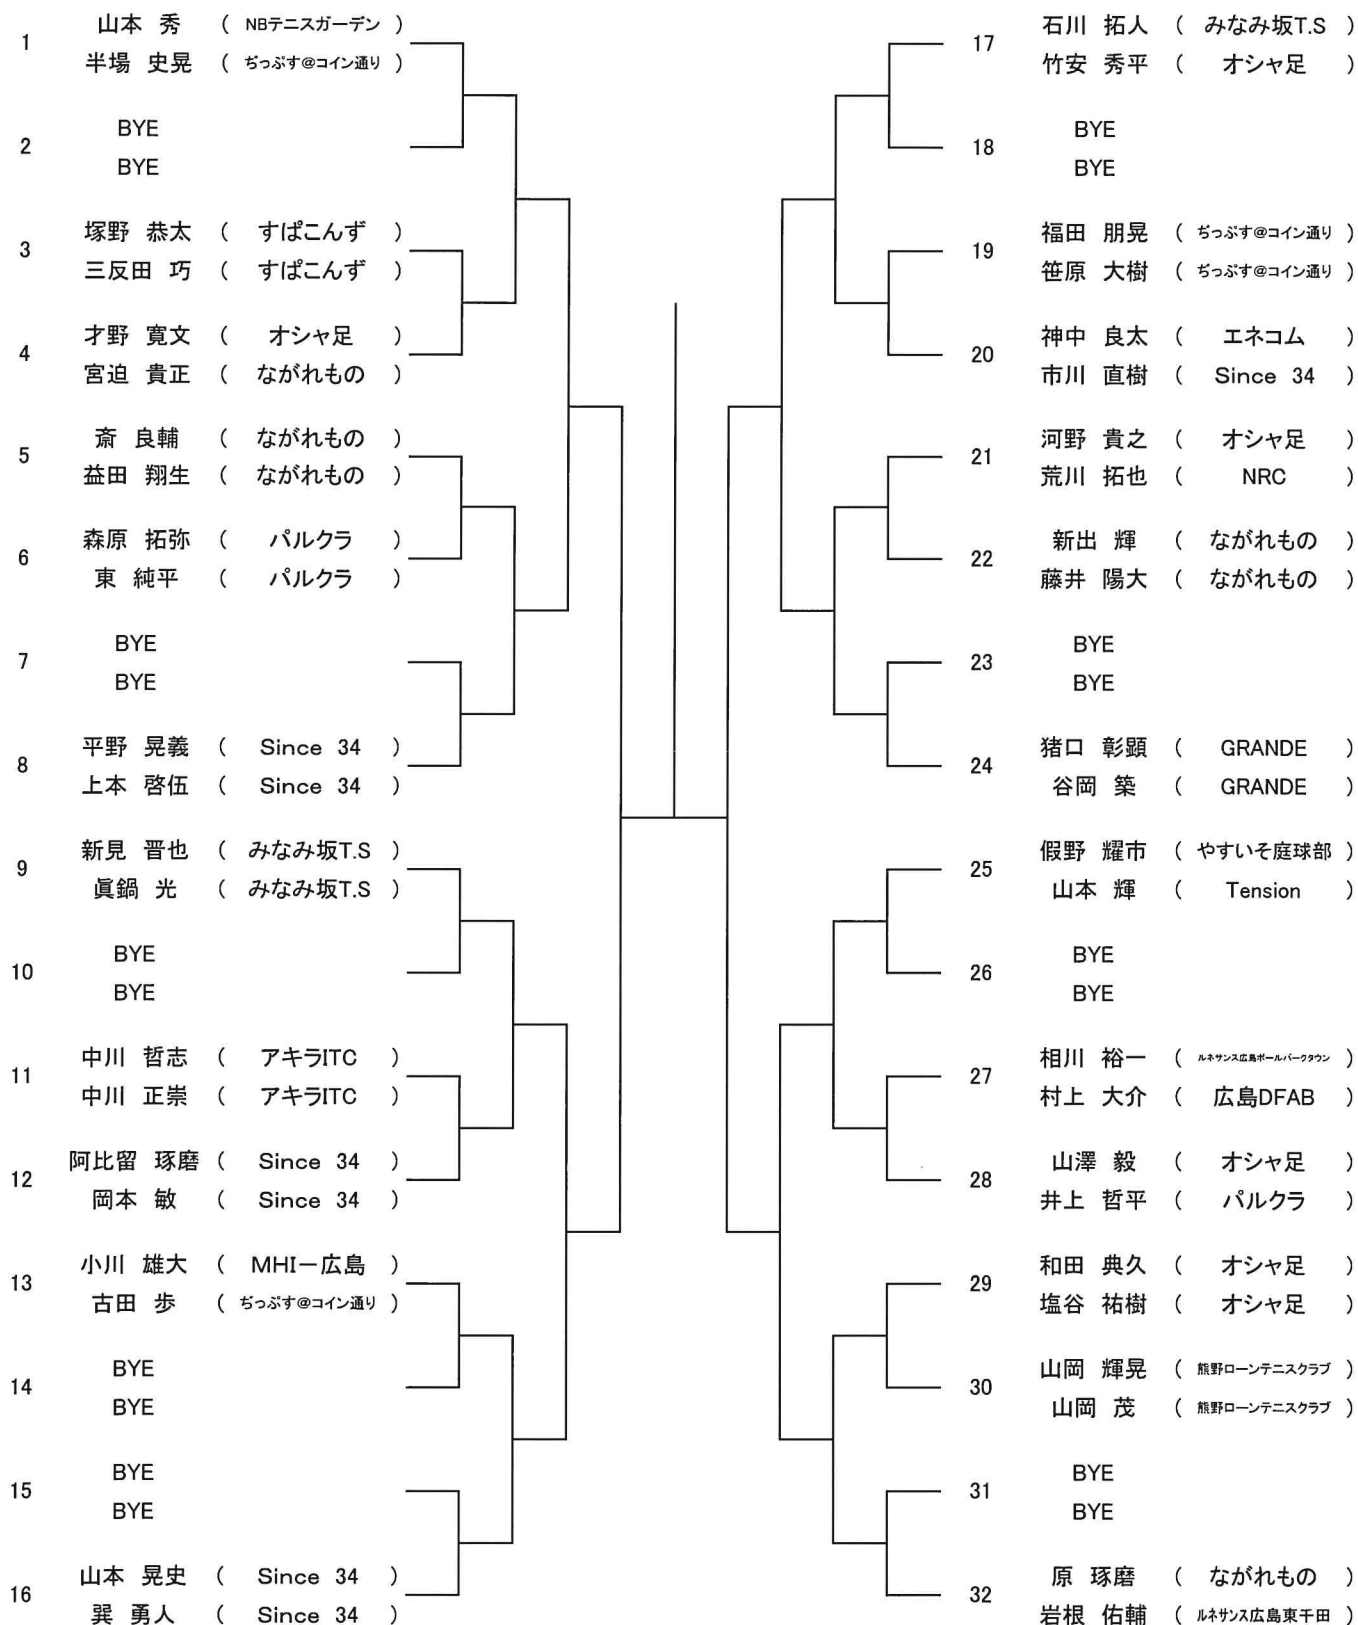 1
山本 秀 ( NBテニスガーデン )
半場 史晃 ( ぢっぷす@コイン通り )
2
BYE
BYE
3
塚野 恭太 ( すぱこんず )
三反田 巧 ( すぱこんず )
4
才野 寛文 ( オシャ足 )
宮迫 貴正 ( ながれもの )
5
斎 良輔 ( ながれもの )
益田 翔生 ( ながれもの )
6
森原 拓弥 ( パルクラ )
東 純平 ( パルクラ )
7
BYE
BYE
8
平野 晃義 ( Since 34 )
上本 啓伍 ( Since 34 )
9
新見 晋也 ( みなみ坂T.S )
眞鍋 光 ( みなみ坂T.S )
10
BYE
BYE
11
中川 哲志 ( アキラITC )
中川 正崇 ( アキラITC )
12
阿比留 琢磨 ( Since 34 )
岡本 敏 ( Since 34 )
13
小川 雄大 ( MHI－広島 )
古田 歩 ( ぢっぷす@コイン通り )
14
BYE
BYE
15
BYE
BYE
16
山本 晃史 ( Since 34 )
巽 勇人 ( Since 34 )
17
石川 拓人 ( みなみ坂T.S )
竹安 秀平 ( オシャ足 )
18
BYE
BYE
19
福田 朋晃 ( ぢっぷす@コイン通り )
笹原 大樹 ( ぢっぷす@コイン通り )
20
神中 良太 ( エネコム )
市川 直樹 ( Since 34 )
21
河野 貴之 ( オシャ足 )
荒川 拓也 ( NRC )
22
新出 輝 ( ながれもの )
藤井 陽大 ( ながれもの )
23
BYE
BYE
24
猪口 彰顕 ( GRANDE )
谷岡 築 ( GRANDE )
25
假野 耀市 ( やすいそ庭球部 )
山本 輝 ( Tension )
26
BYE
BYE
27
相川 裕一 ( ルネサンス広島ボールパークタウン )
村上 大介 ( 広島DFAB )
28
山澤 毅 ( オシャ足 )
井上 哲平 ( パルクラ )
29
和田 典久 ( オシャ足 )
塩谷 祐樹 ( オシャ足 )
30
山岡 輝晃 ( 熊野ローンテニスクラブ )
山岡 茂 ( 熊野ローンテニスクラブ )
31
BYE
BYE
32
原 琢磨 ( ながれもの )
岩根 佑輔 ( ルネサンス広島東千田 )